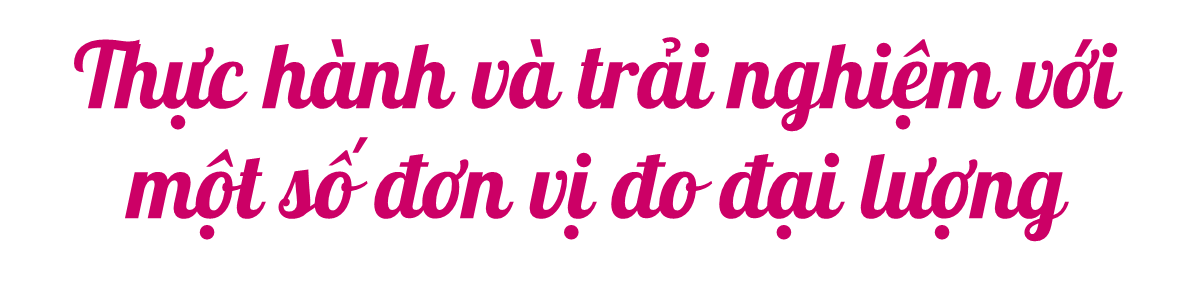 Thực hành và trải nghiệm với
một số đơn vị đo đại lượng